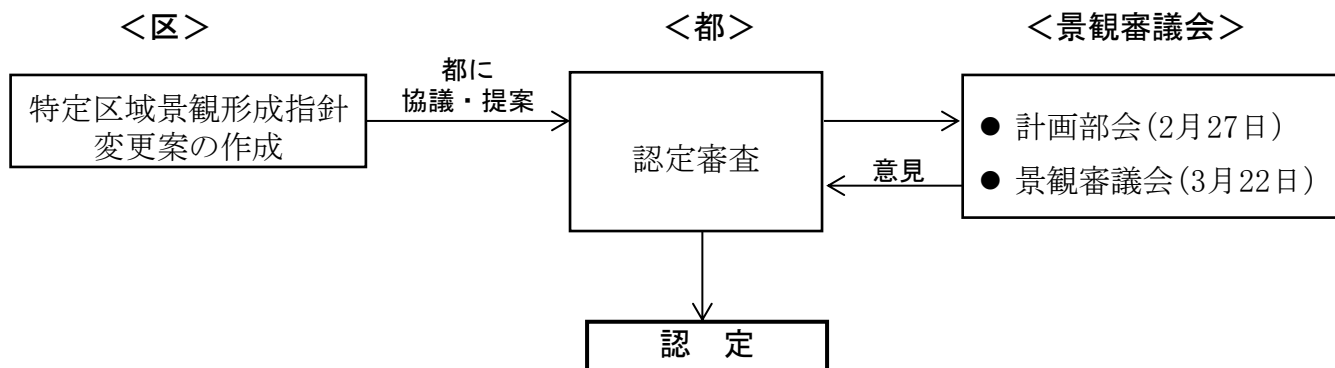 ＜区＞
＜都＞
＜景観審議会＞
特定区域景観形成指針
変更案の作成
都に
協議・提案
認定審査
● 計画部会(2月27日)
● 景観審議会(3月22日)
意見
認　定